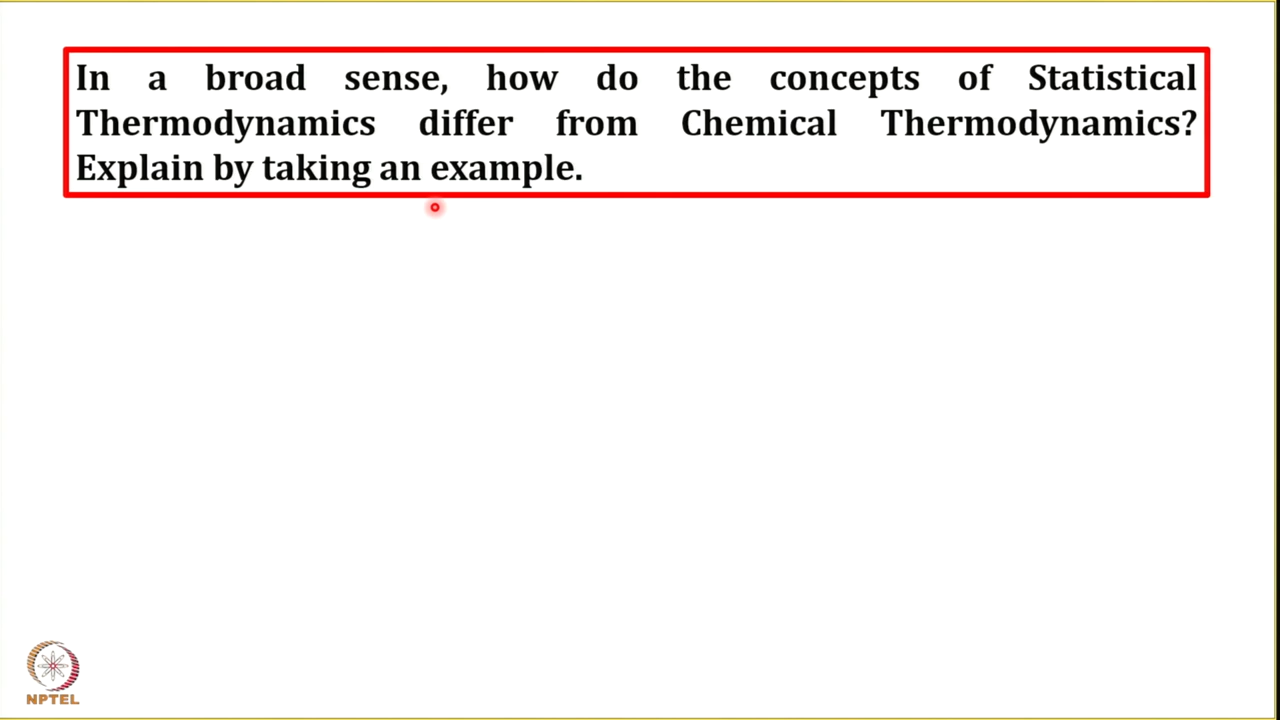 In a broad sense, how do the concepts of Statistical
Thermodynamics differ from Chemical Thermodynamics?
Explain by taking an example.
NPTEL